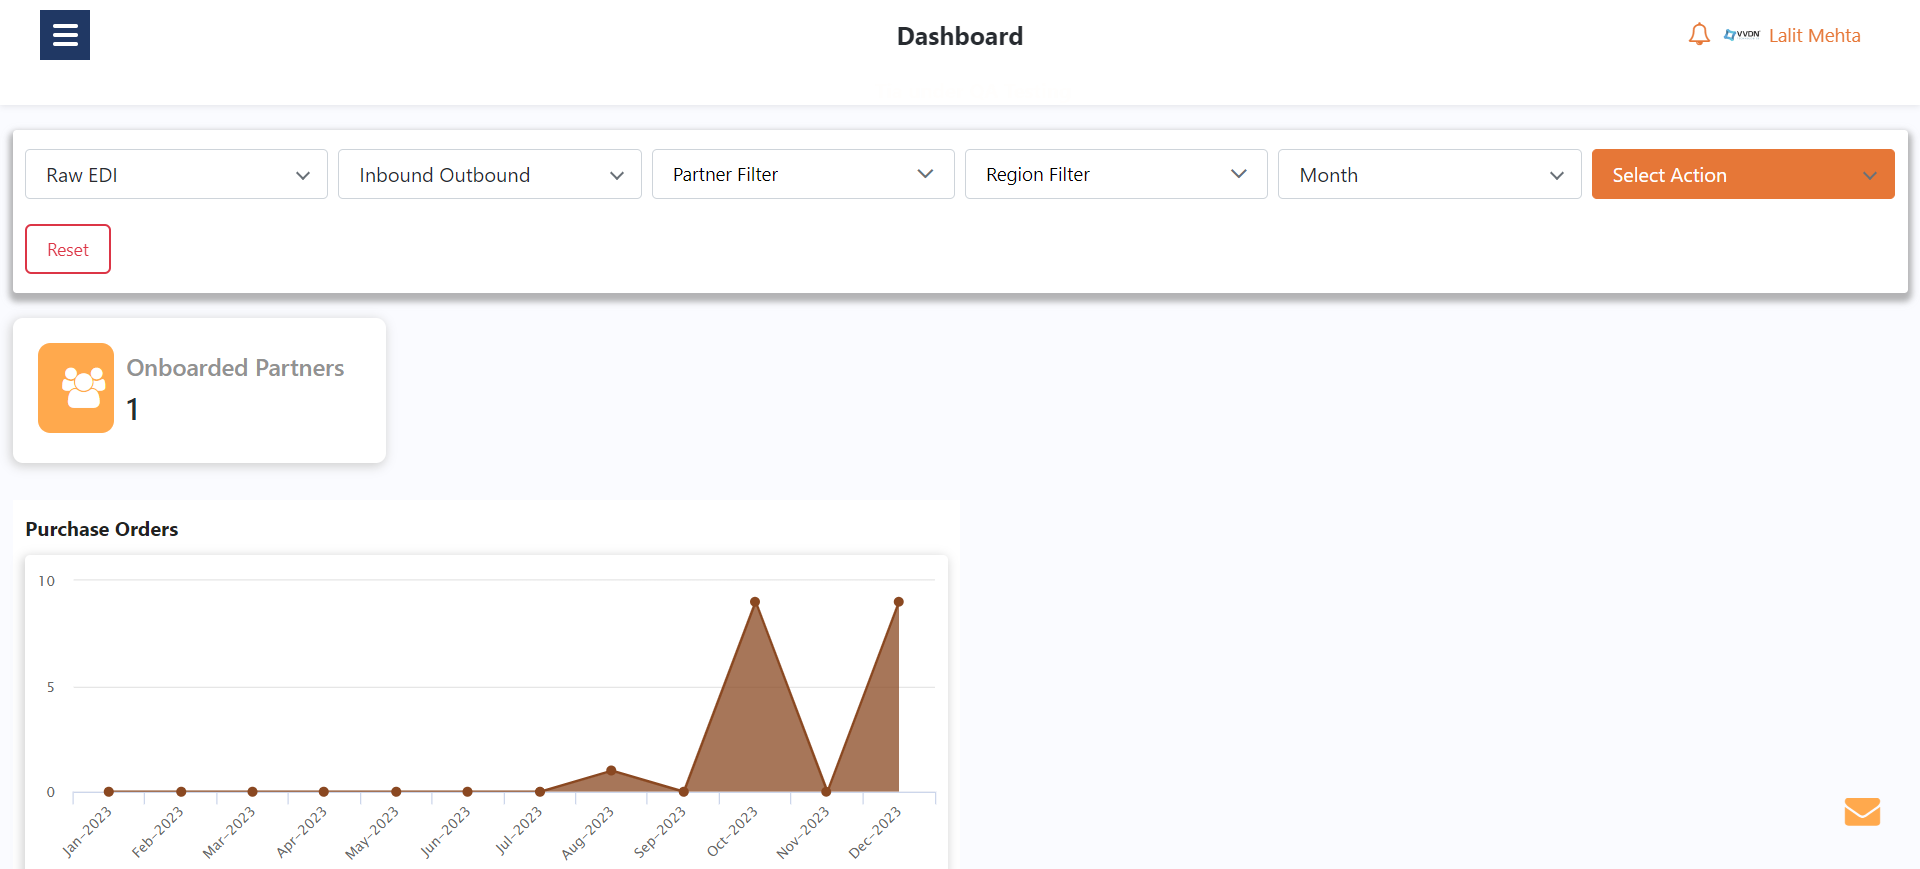 Dashboard
VVDN Lalit Mehta
Raw EDI Inbound Outbound Partner Filter Region Filter Month Select Action
Reset
Onboarded Partners
1
Purchase Orders
10
5
0
Jan-2023 Feb-2023 Mar-2023 Apr-2023 May-2023 Jun-2023 Jul-2023 Aug-2023 Sep-2023 Oct-2023 Nov-2023 Dec-2023